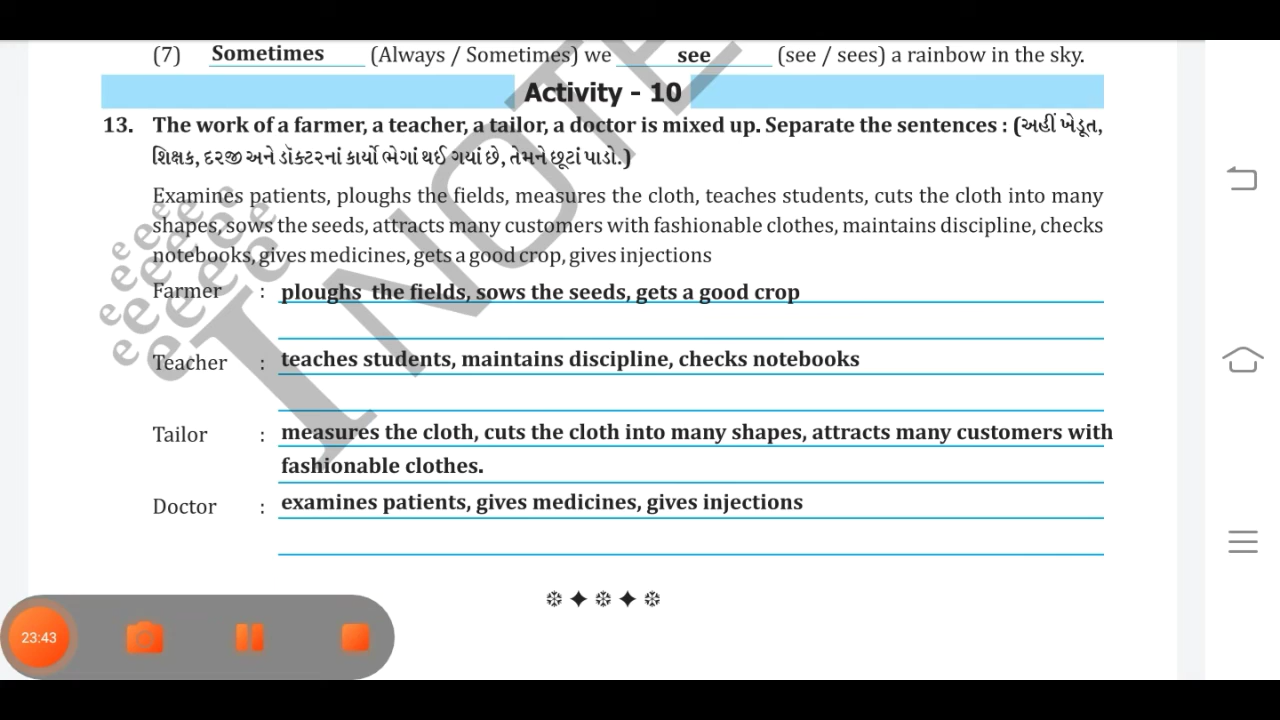 (7) Sometimes (Always / Sometimes) we see (see / sees) a rainbow in the sky.
Activity - 10
13. The work of a farmer, a teacher, a tailor, a doctor is mixed up. Separate the sentences : (અહીં ખેડૂત,
શિક્ષક, દરજી અને ડૉક્ટરનાં કાર્યો ભેગાં થઈ ગયાં છે, તેમને છૂટાં પાડો.)
Examines patients, ploughs the fields, measures the cloth, teaches students, cuts the cloth into many
shapes, sows the seeds, attracts many customers with fashionable clothes, maintains discipline, checks
notebooks, gives medicines, gets a good crop, gives injections
Farmer : ploughs the fields, sows the seeds, gets a good crop
Teacher : teaches students, maintains discipline, checks notebooks
Tailor : measures the cloth, cuts the cloth into many shapes, attracts many customers with
fashionable clothes.
Doctor : examines patients, gives medicines, gives injections
23:43